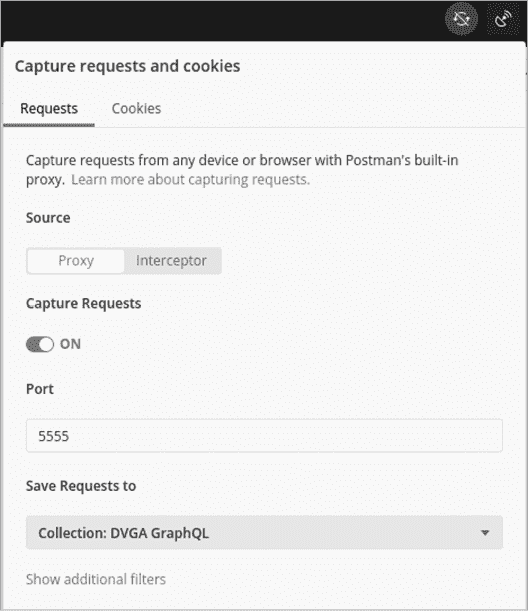 Capture requests and cookies
Requests Cookies
Capture requests from any device or browser with Postman's built-in
proxy. Learn more about capturing requests.
Source
Proxy Interceptor
Capture Requests
ON
Port
5555
Save Requests to
Collection: DVGA GraphQL
Show additional filters